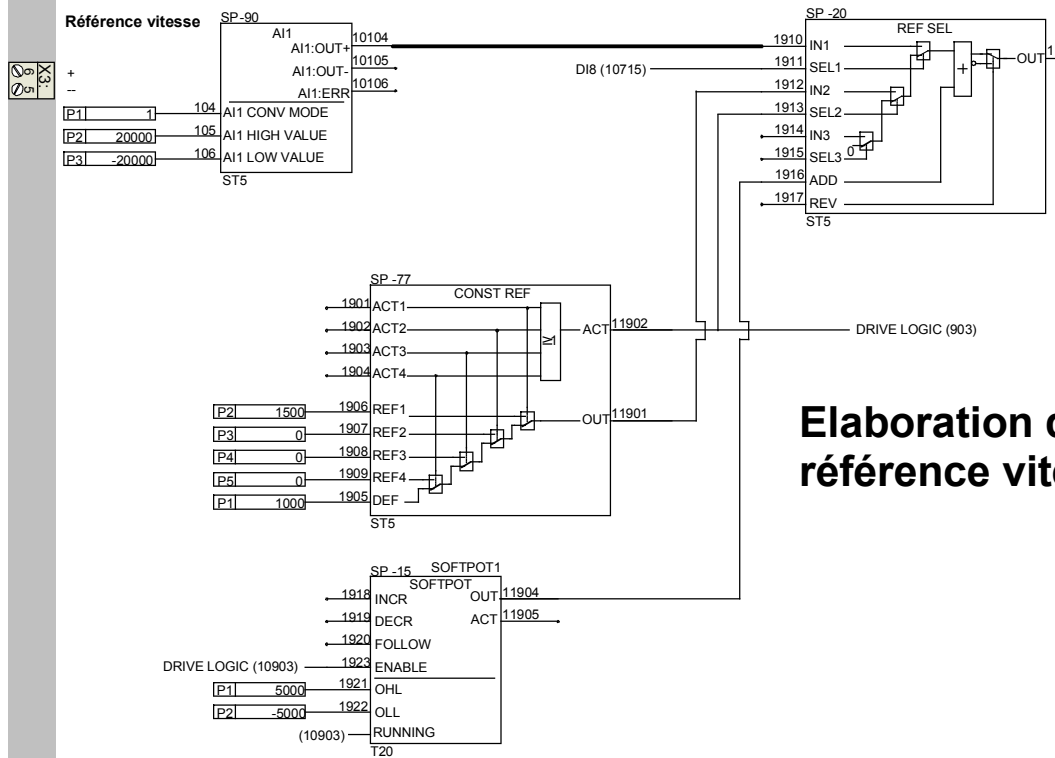 Référence vitesse
X3:
6
5
+
--
SP-90
AI1
AI1:OUT+ 10104
AI1:OUT- 10105
AI1:ERR 10106
P1 1 104 AI1 CONV MODE
P2 20000 105 AI1 HIGH VALUE
P3 -20000 106 AI1 LOW VALUE
ST5
DI8 (10715)
SP -20
REF SEL
1910 IN1
1911 SEL1
1912 IN2
1913 SEL2
1914 IN3
1915 SEL3 0
1916 ADD
1917 REV
+
OUT 1
ST5
SP -77
CONST REF
1901 ACT1
1902 ACT2
1903 ACT3
1904 ACT4
≥1
ACT 11902
DRIVE LOGIC (903)
P2 1500 1906 REF1
P3 0 1907 REF2
P4 0 1908 REF3
P5 0 1909 REF4
P1 1000 1905 DEF
OUT 11901
ST5
Elaboration
référence
SP -15 SOFTPOT1
SOFTPOT
1918 INCR
1919 DECR
1920 FOLLOW
DRIVE LOGIC (10903) 1923 ENABLE
P1 5000 1921 OHL
P2 -5000 1922 OLL
(10903) RUNNING
OUT 11904
ACT 11905
T20